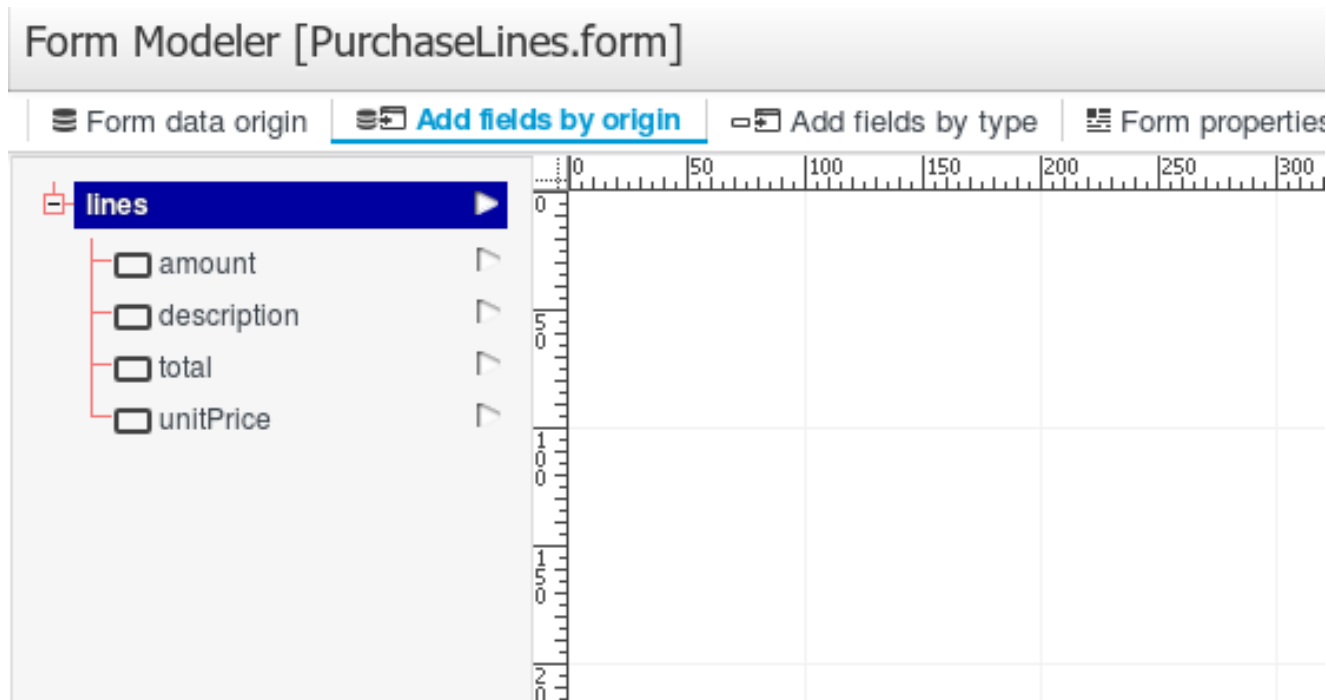 Form Modeler [PurchaseLines.form]
Form data origin Add fields by origin Add fields by type Form properties
0 50 100 150 200 250 300
lines
amount
description
total
unitPrice
0
50
100
150
20